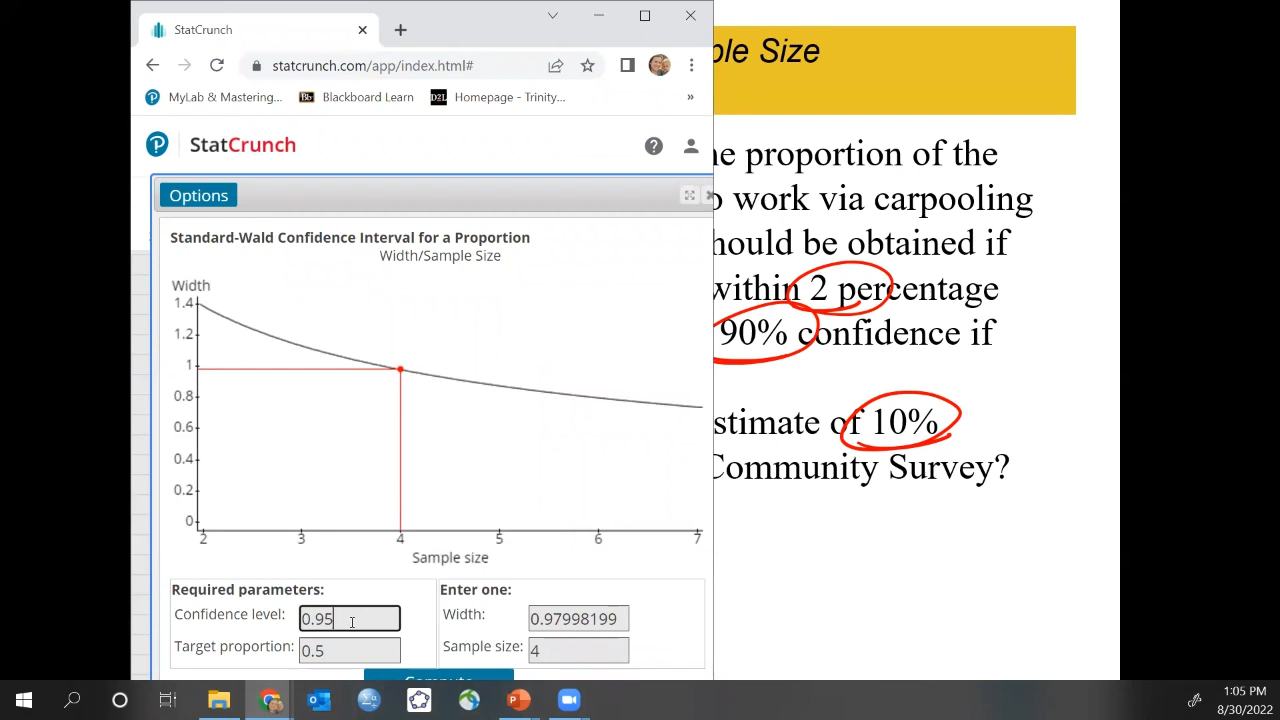 StatCrunch
statcrunch.com/app/index.html#
MyLab & Mastering...
Blackboard Learn
D2L
Homepage - Trinity...
»
StatCrunch
Options
Standard-Wald Confidence Interval for a Proportion
Width/Sample Size
Width
1.4
1.2
1
0.8
0.6
0.4
0.2
0
2 3 4 5 6 7
Sample size
Required parameters:
Confidence level: 0.95
Target proportion: 0.5
Enter one:
Width: 0.97998199
Sample size: 4
Compute
Size
proportion of the
work via carpooling
be obtained if
within 2 percentage
90% confidence if
of 10%
Community Survey?
1:05 PM
8/30/2022